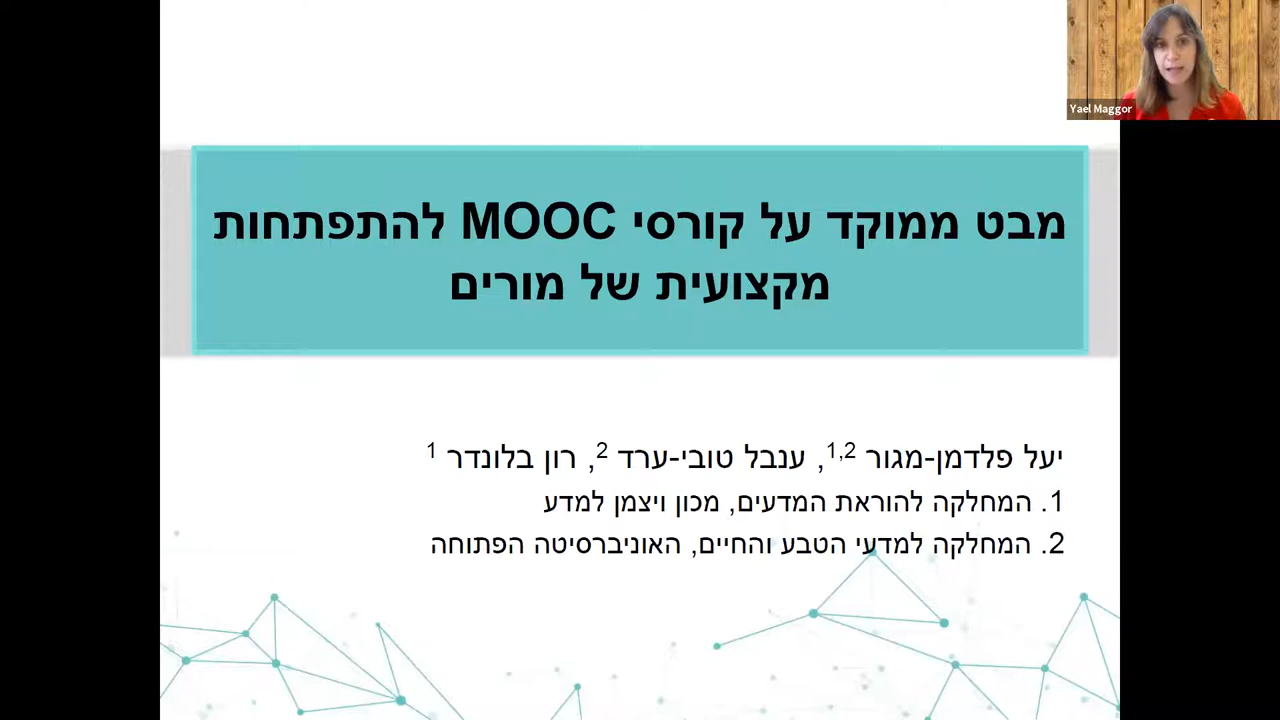 Yael Maggor
מבט ממוקד על קורסי MOOC להתפתחות
מקצועית של מורים
יעל פלדמן-מגור 1,2, ענבל טובי-ערד 2, רון בלונדר 1
1. המחלקה להוראת המדעים, מכון ויצמן למדע
2. המחלקה למדעי הטבע והחיים, האוניברסיטה הפתוחה